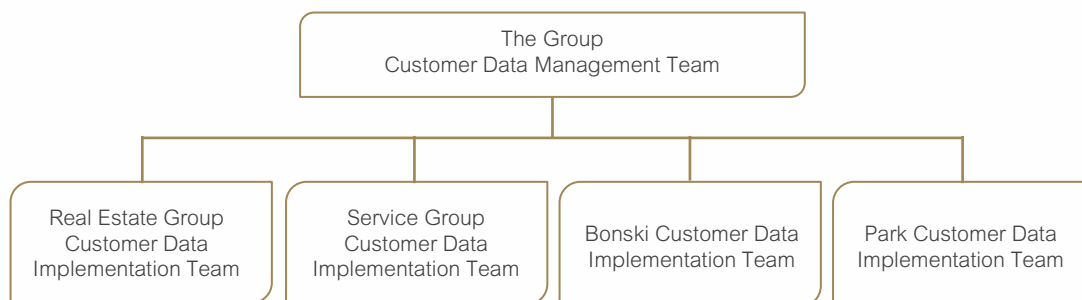 The Group
Customer Data Management Team
Real Estate Group
Customer Data
Implementation Team
Service Group
Customer Data
Implementation Team
Bonski Customer Data
Implementation Team
Park Customer Data
Implementation Team